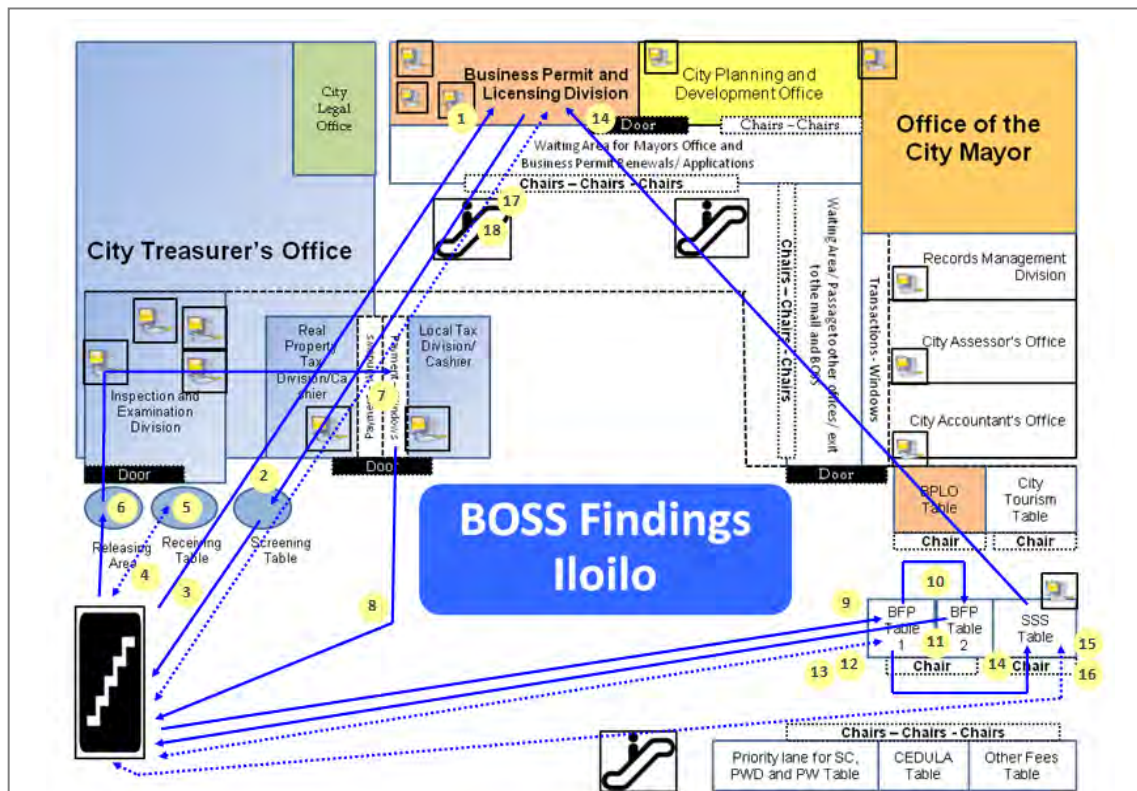 City
Legal
Office
Business Permit and
Licensing Division
1
14
Door
City Planning and
Development Office
Chairs – Chairs
Office of the
City Mayor
Waiting Area for Mayors Office and
Business Permit Renewals/ Applications
Chairs – Chairs - Chairs
17
18
City Treasurer's Office
Chairs – Chairs - Chairs
Waiting Area/ Passage to other offices/ exit
to the mall and BOSS
Transactions - Windows
Records Management
Division
City Assessor's Office
City Accountant's Office
Real
Property
Tax
Division/Ca
shier
Payment
Payment - Windows
7
Local Tax
Division/
Cashier
Inspection and
Examination
Division
Door
Door
Door
6
5
2
Releasing
Area
Receiving
Table
Screening
Table
4
3
8
BOSS Findings
Iloilo
BPLO
Table
City
Tourism
Table
Chair
Chair
9
10
BFP
Table
1
11
BFP
Table
2
SSS
Table
13
12
14
15
16
Chair
Chair
Chairs – Chairs - Chairs
Priority lane for SC,
PWD and PW Table
CEDULA
Table
Other Fees
Table